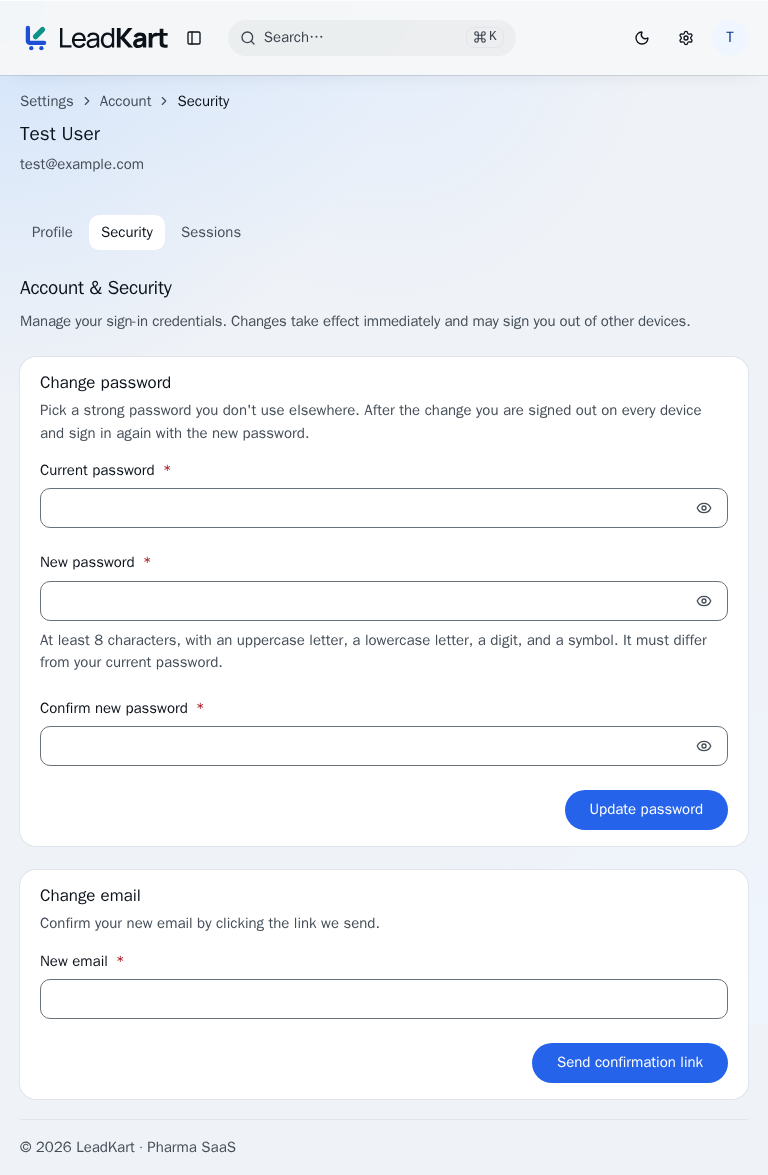 LeadKart
Search…
⌘K
T
Settings > Account > Security
Test User
test@example.com
Profile Security Sessions
Account & Security
Manage your sign-in credentials. Changes take effect immediately and may sign you out of other devices.
Change password
Pick a strong password you don't use elsewhere. After the change you are signed out on every device
and sign in again with the new password.
Current password *
New password *
At least 8 characters, with an uppercase letter, a lowercase letter, a digit, and a symbol. It must differ
from your current password.
Confirm new password *
Update password
Change email
Confirm your new email by clicking the link we send.
New email *
Send confirmation link
© 2026 LeadKart · Pharma SaaS